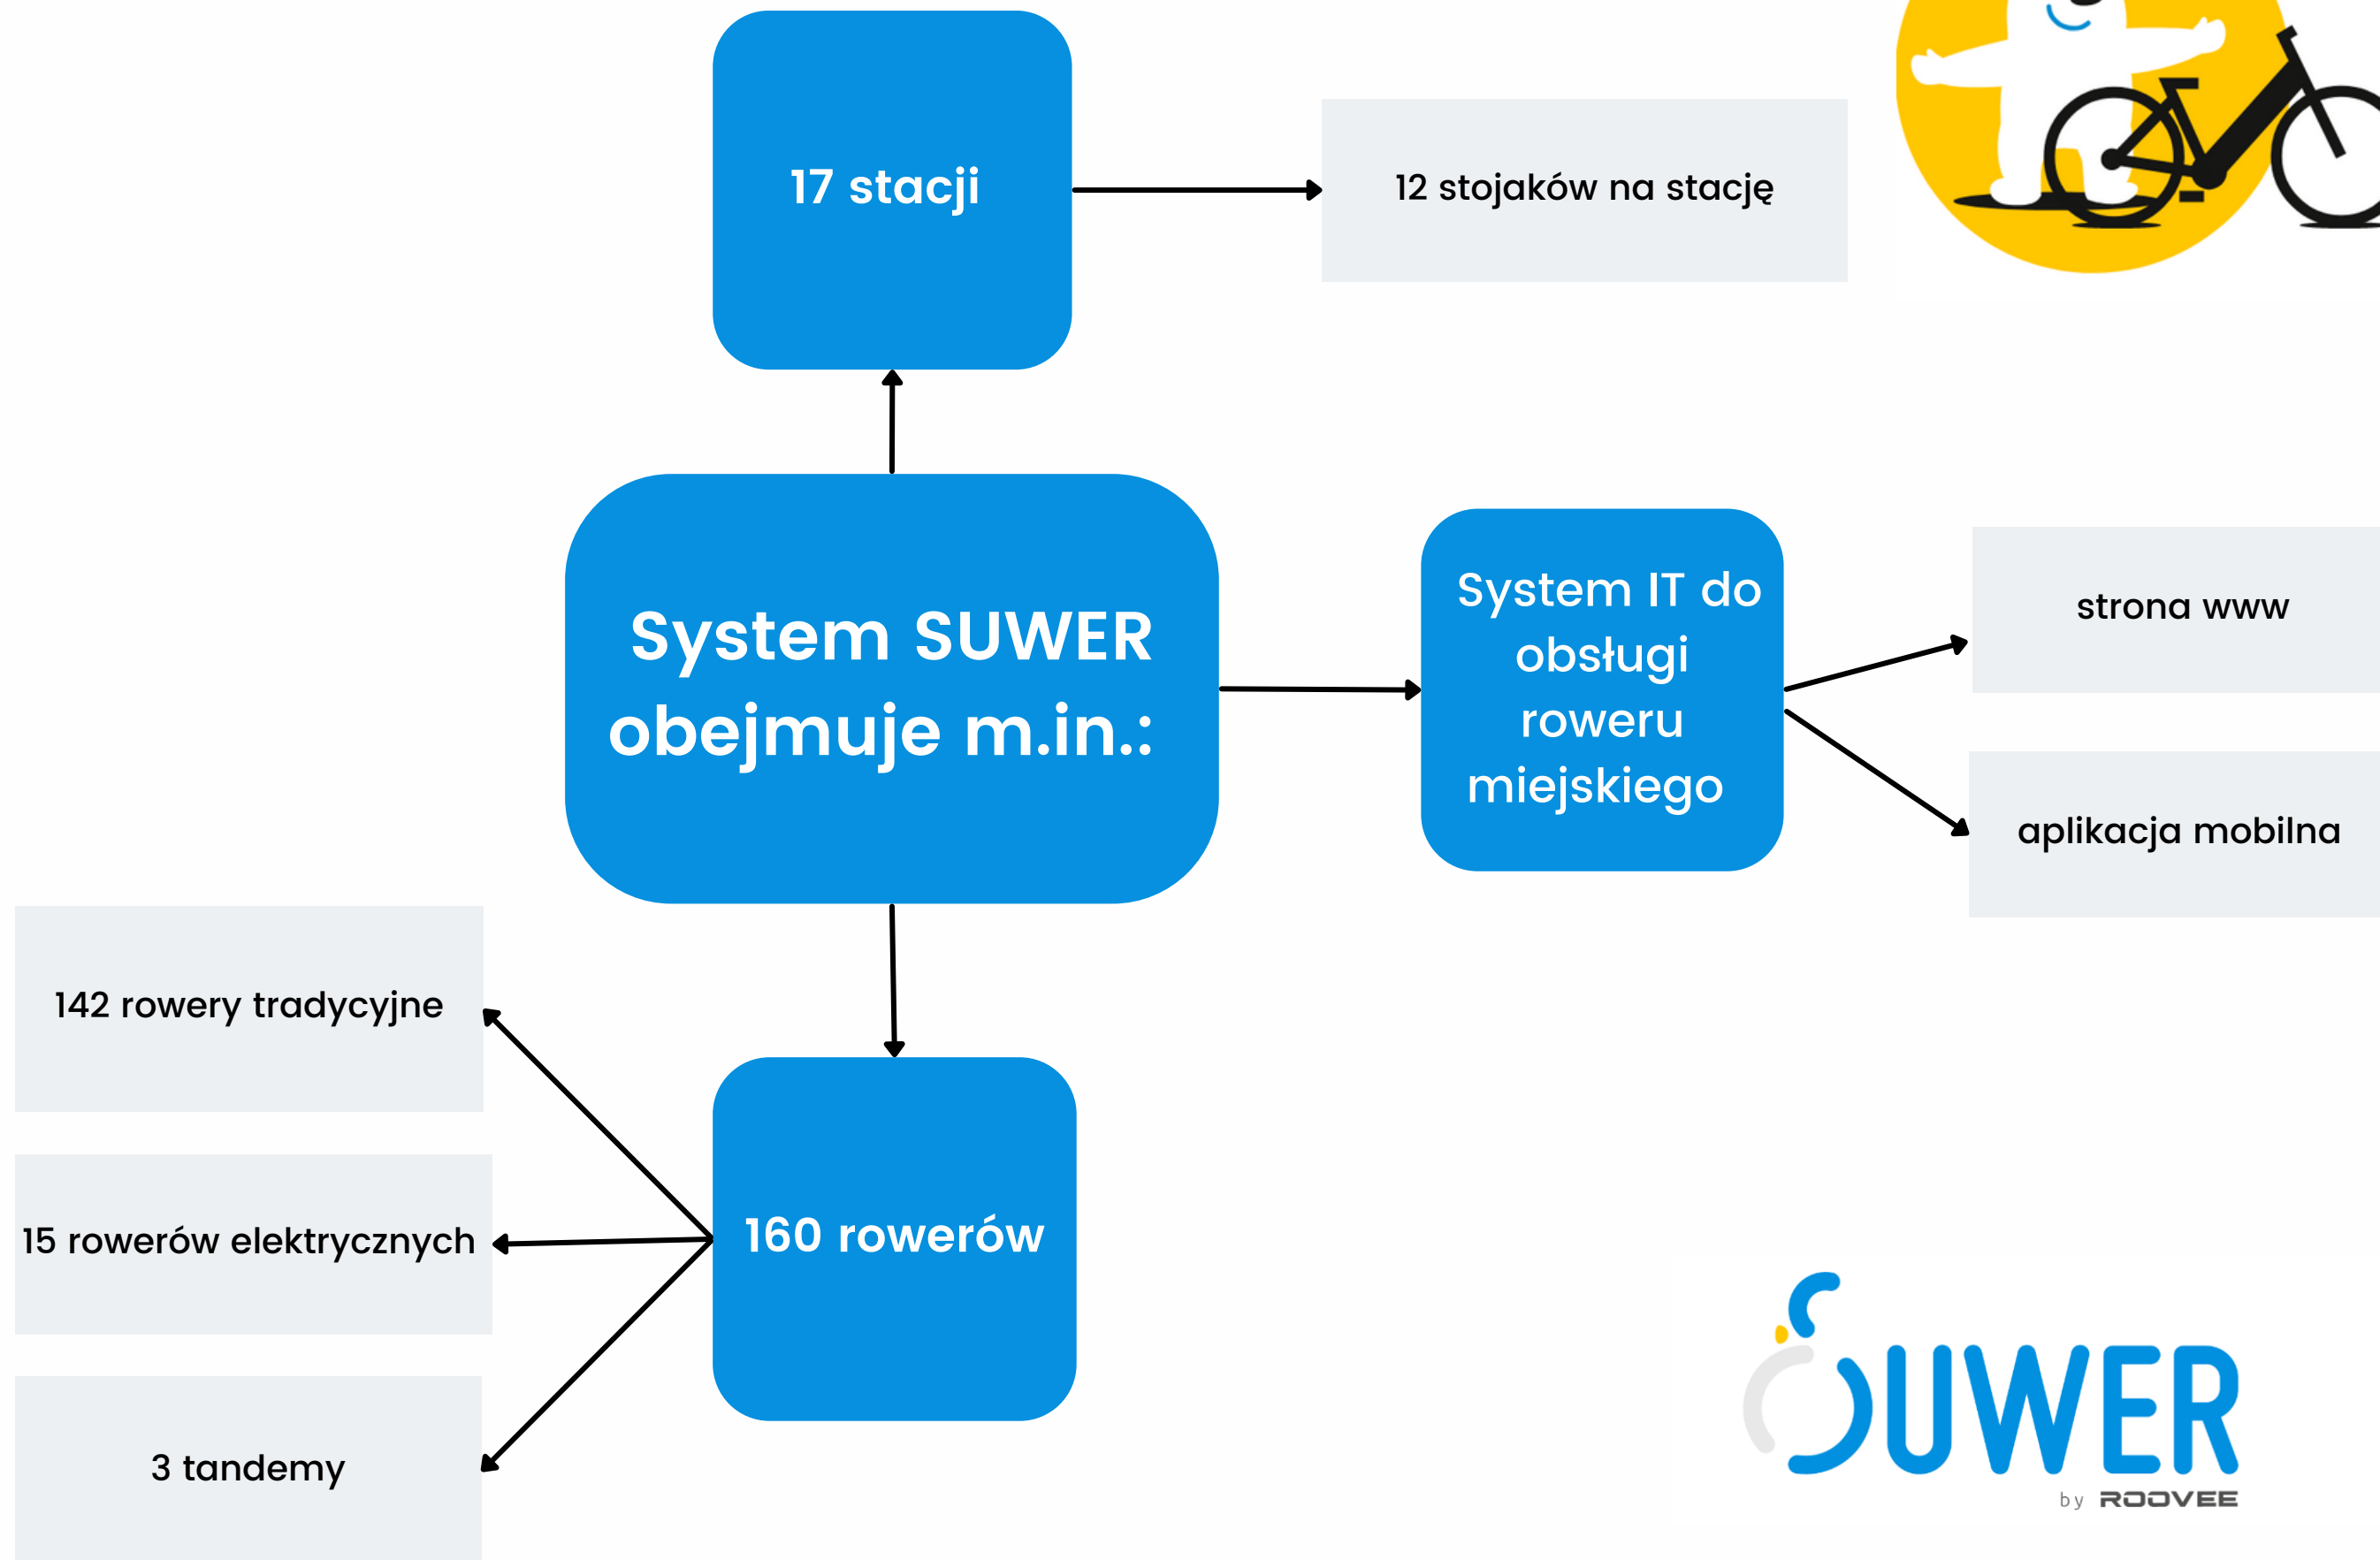 17 stacji
12 stojaków na stację
System SUWER
obejmuje m.in.:
System IT do
obsługi
roweru
miejskiego
strona www
aplikacja mobilna
142 rowery tradycyjne
15 rowerów elektrycznych
3 tandemy
160 rowerów
SUWER
by ROOVEE